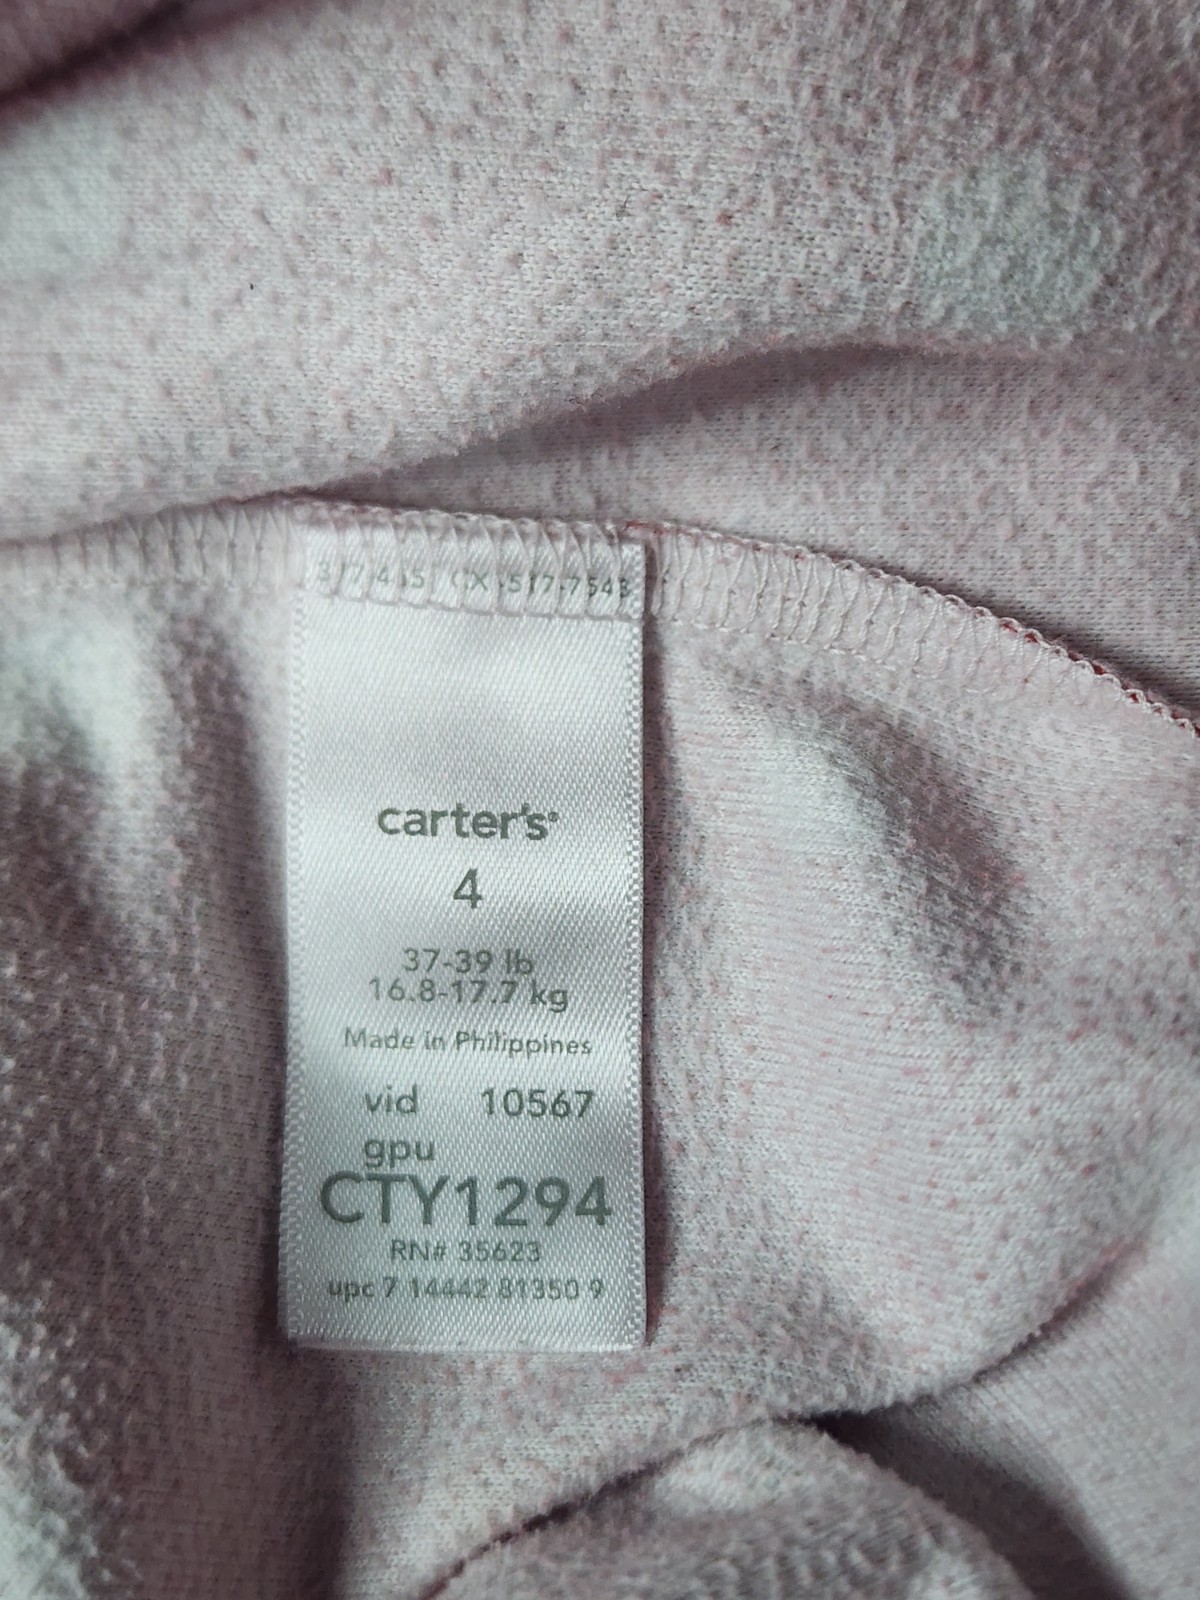 carter's®
4
37-39 lb
16.8-17.7 kg
Made in Philippines
vid 10567
gpu
CTY1294
RN# 35623
upc 7 14442 81350 9